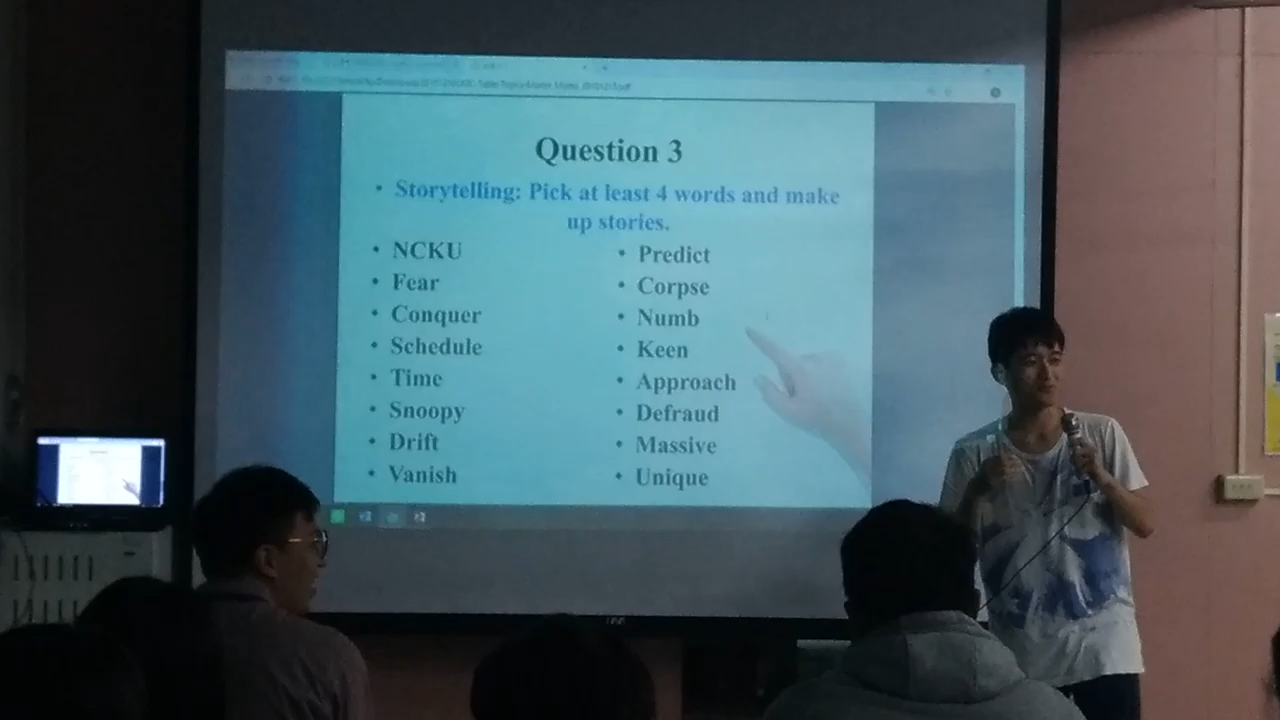 Question 3
• Storytelling: Pick at least 4 words and make
up stories.
• NCKU
• Fear
• Conquer
• Schedule
• Time
• Snoopy
• Drift
• Vanish
• Predict
• Corpse
• Numb
• Keen
• Approach
• Defraud
• Massive
• Unique